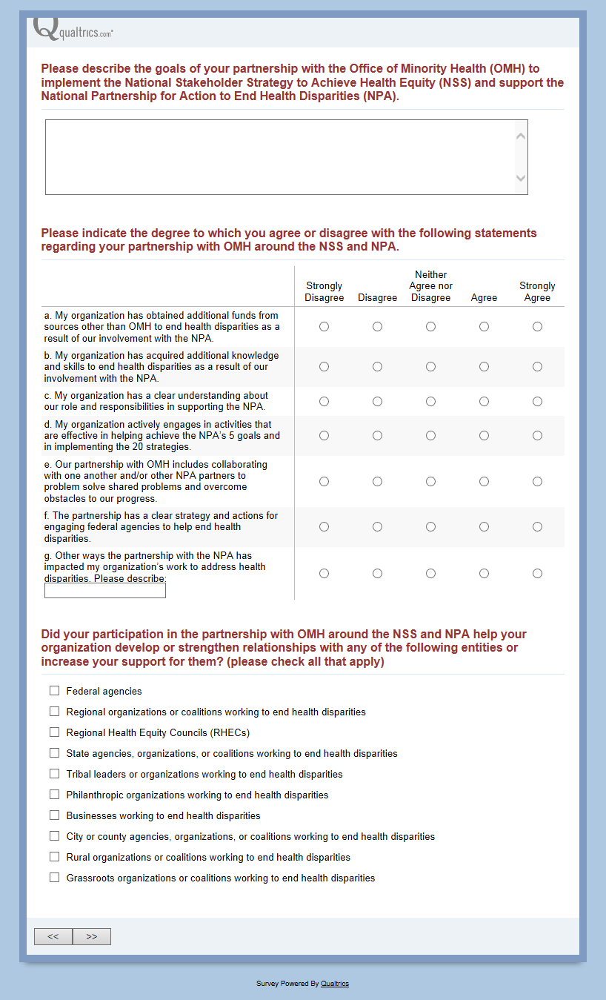 Qualtrics.com
Please describe the goals of your partnership with the Office of Minority Health (OMH) to
implement the National Stakeholder Strategy to Achieve Health Equity (NSS) and support the
National Partnership for Action to End Health Disparities (NPA).
Please indicate the degree to which you agree or disagree with the following statements
regarding your partnership with OMH around the NSS and NPA.
Strongly
Disagree
Disagree
Neither
Agree nor
Disagree
Agree
Strongly
Agree
a. My organization has obtained additional funds from
sources other than OMH to end health disparities as a
result of our involvement with the NPA.
b. My organization has acquired additional knowledge
and skills to end health disparities as a result of our
involvement with the NPA.
c. My organization has a clear understanding about
our role and responsibilities in supporting the NPA.
d. My organization actively engages in activities that
are effective in helping achieve the NPA's 5 goals and
in implementing the 20 strategies.
e. Our partnership with OMH includes collaborating
with one another and/or other NPA partners to
problem solve shared problems and overcome
obstacles to our progress.
f. The partnership has a clear strategy and actions for
engaging federal agencies to help end health
disparities.
g. Other ways the partnership with the NPA has
impacted my organization's work to address health
disparities. Please describe:
Did your participation in the partnership with OMH around the NSS and NPA help your
organization develop or strengthen relationships with any of the following entities or
increase your support for them? (please check all that apply)
Federal agencies
Regional organizations or coalitions working to end health disparities
Regional Health Equity Councils (RHECs)
State agencies, organizations, or coalitions working to end health disparities
Tribal leaders or organizations working to end health disparities
Philanthropic organizations working to end health disparities
Businesses working to end health disparities
City or county agencies, organizations, or coalitions working to end health disparities
Rural organizations or coalitions working to end health disparities
Grassroots organizations or coalitions working to end health disparities
<< >>
Survey Powered By Qualtrics